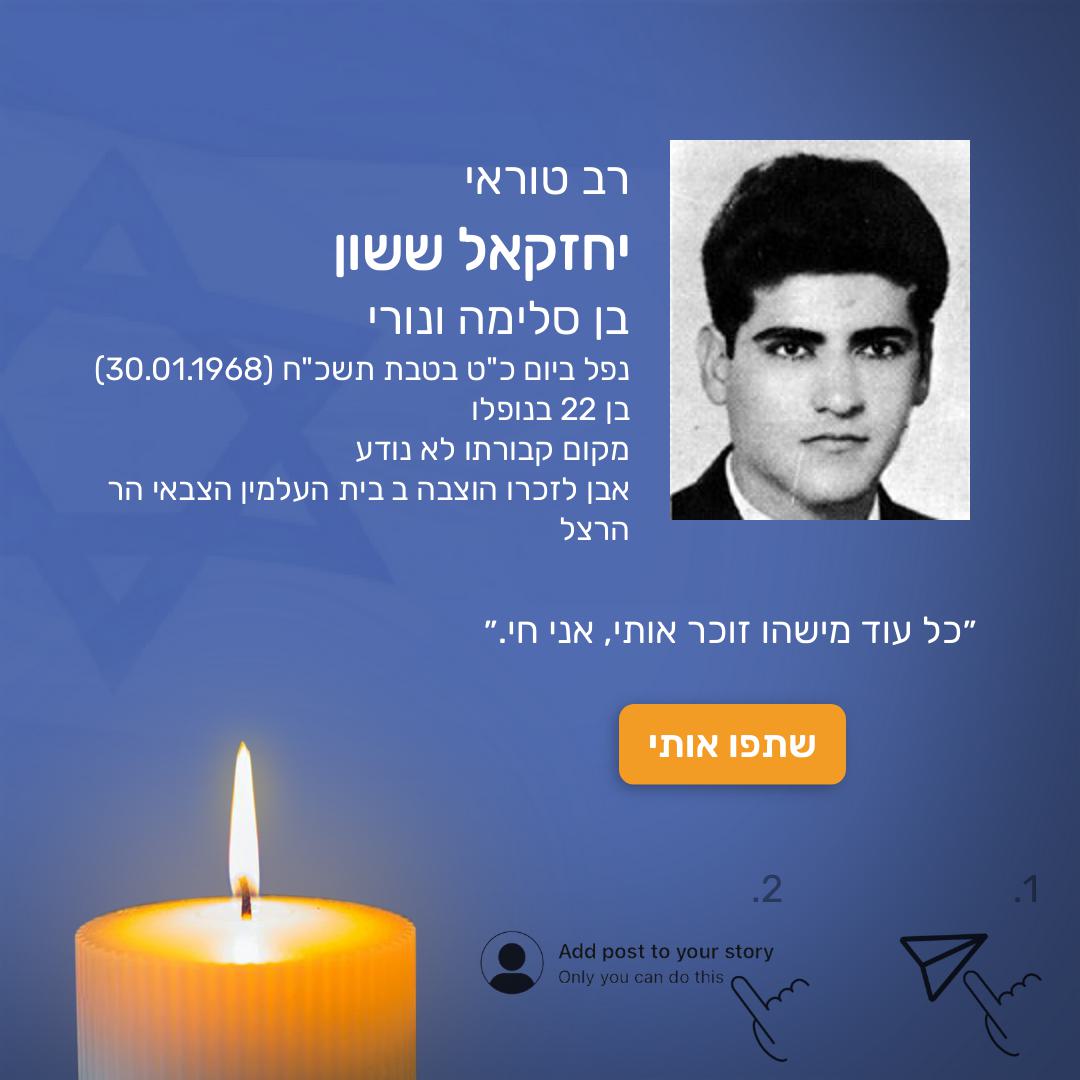 רב טוראי
יחזקאל ששון
בן סלימה ונורי
נפל ביום כ"ט בטבת תשכ"ח (30.01.1968)
בן 22 בנופלו
מקום קבורתו לא נודע
אבן לזכרו הוצבה ב בית העלמין הצבאי הר
הרצל
״כל עוד מישהו זוכר אותי, אני חי.״
שתפו אותי
1.
2.
Add post to your story
Only you can do this